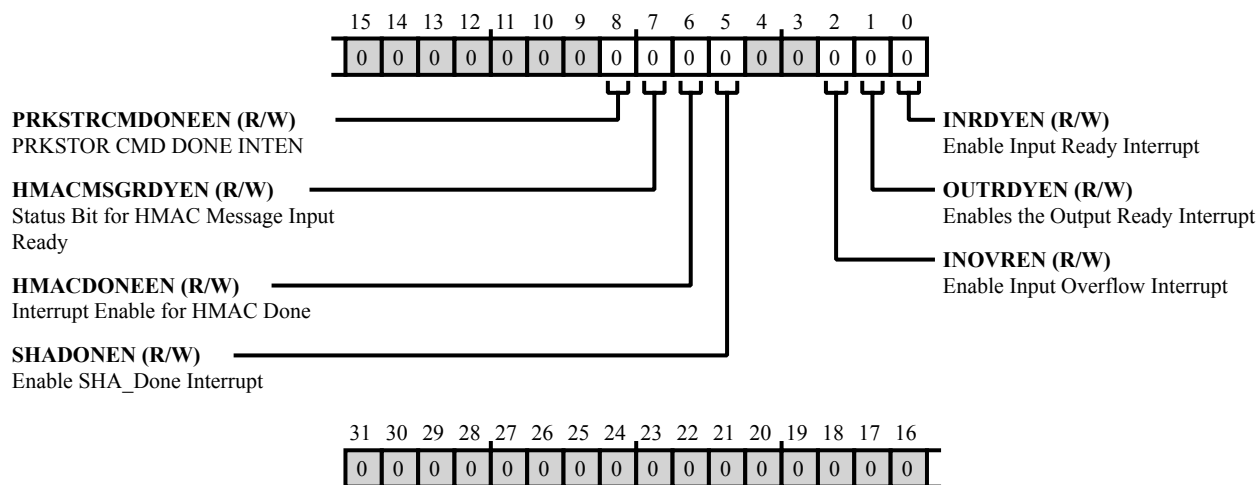 15 14 13 12 11 10 9 8 7 6 5 4 3 2 1 0
0 0 0 0 0 0 0 0 0 0 0 0 0 0 0 0
PRKSTRCMDONEEN (R/W)
PRKSTOR CMD DONE INTEN
HMACMSGRDYEN (R/W)
Status Bit for HMAC Message Input
Ready
HMACDONEEN (R/W)
Interrupt Enable for HMAC Done
SHADONEN (R/W)
Enable SHA_Done Interrupt
INRDYEN (R/W)
Enable Input Ready Interrupt
OUTRDYEN (R/W)
Enables the Output Ready Interrupt
INOVREN (R/W)
Enable Input Overflow Interrupt
31 30 29 28 27 26 25 24 23 22 21 20 19 18 17 16
0 0 0 0 0 0 0 0 0 0 0 0 0 0 0 0